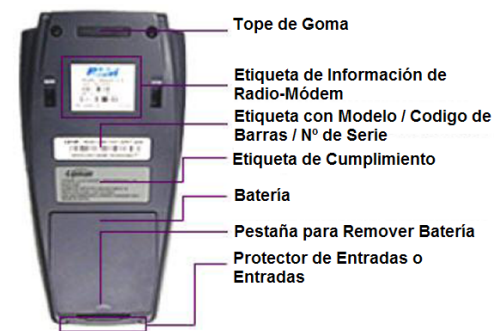 Tope de Goma
Etiqueta de Información de
Radio-Módem
Etiqueta con Modelo / Codigo de
Barras / Nº de Serie
Etiqueta de Cumplimiento
Batería
Pestaña para Remover Batería
Protector de Entradas o
Entradas